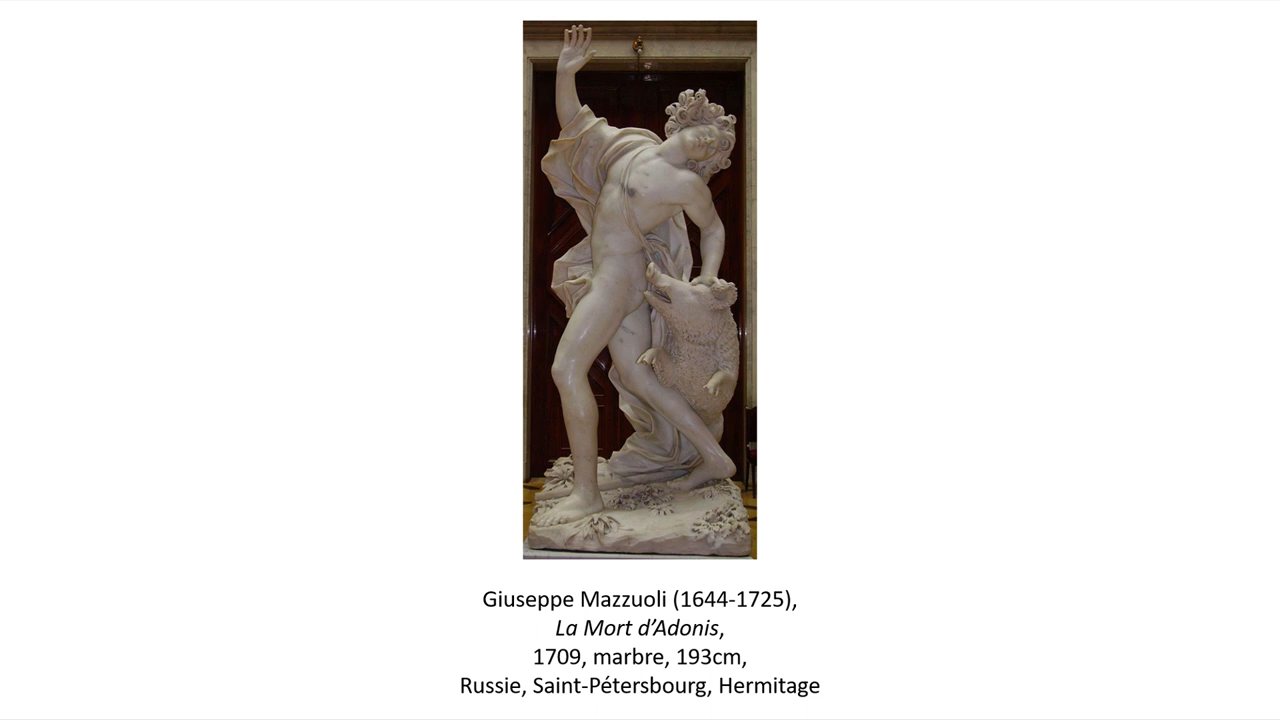 Giuseppe Mazzuoli (1644-1725),
La Mort d’Adonis,
1709, marbre, 193cm,
Russie, Saint-Pétersbourg, Hermitage